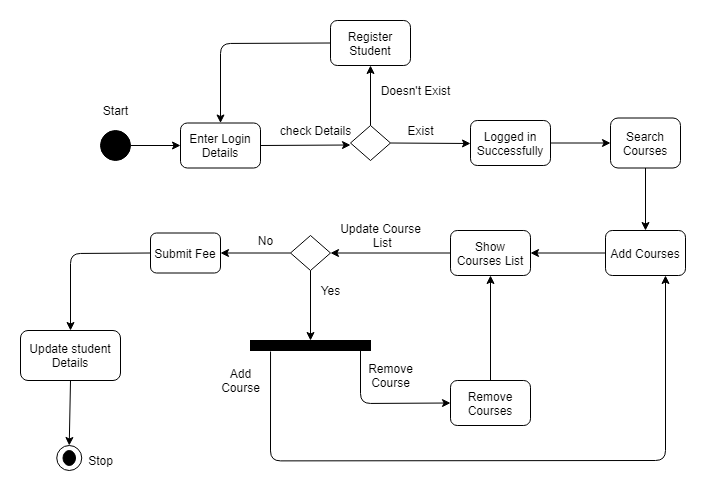 Register
Student
Doesn't Exist
Start
Enter Login
Details
check Details
Exist
Logged in
Successfully
Search
Courses
Submit Fee
No
Update Course
List
Show
Courses List
Add Courses
Yes
Update student
Details
Add
Course
Remove
Course
Remove
Courses
Stop